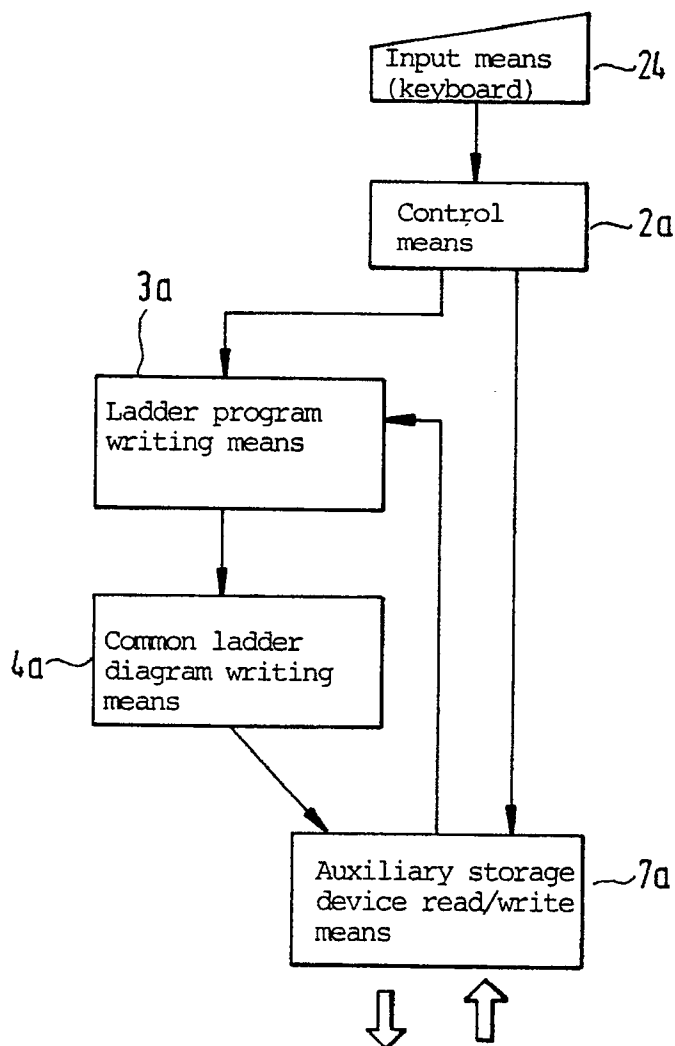 Input means
(keyboard)
24
Control
means
2a
3a
Ladder program
writing means
Common ladder
diagram writing
means
4a
Auxiliary storage
device read/write
means
7a